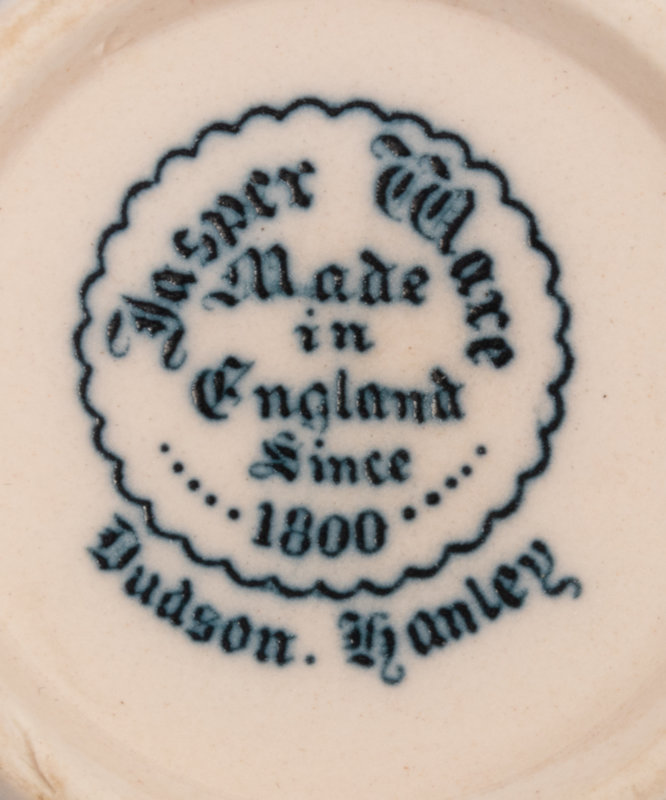 Jasper Ware
Made
in
England
Since
1800
Dudson. Hanley